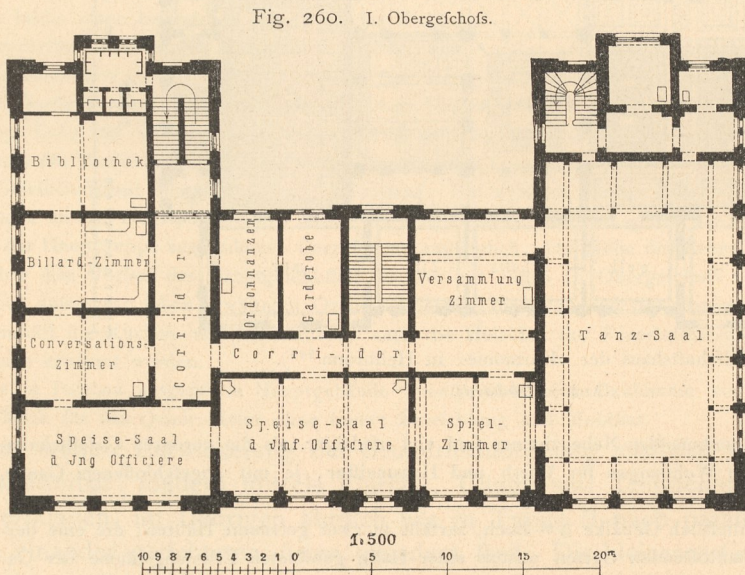 Fig. 260. I. Obergeſchoſs.
Bibliothek
Billard-Zimmer
Conversations-
Zimmer
Corridor
Speise-Saal
d Jng Officiere
Ordonnanzen
Garderobe
Corridor
Speise-Saal
d Jnf. Officiere
Versammlung
Zimmer
Spiel-
Zimmer
Tanz-Saal
1:500
10 9 8 7 6 5 4 3 2 1 0 5 10 15 20m